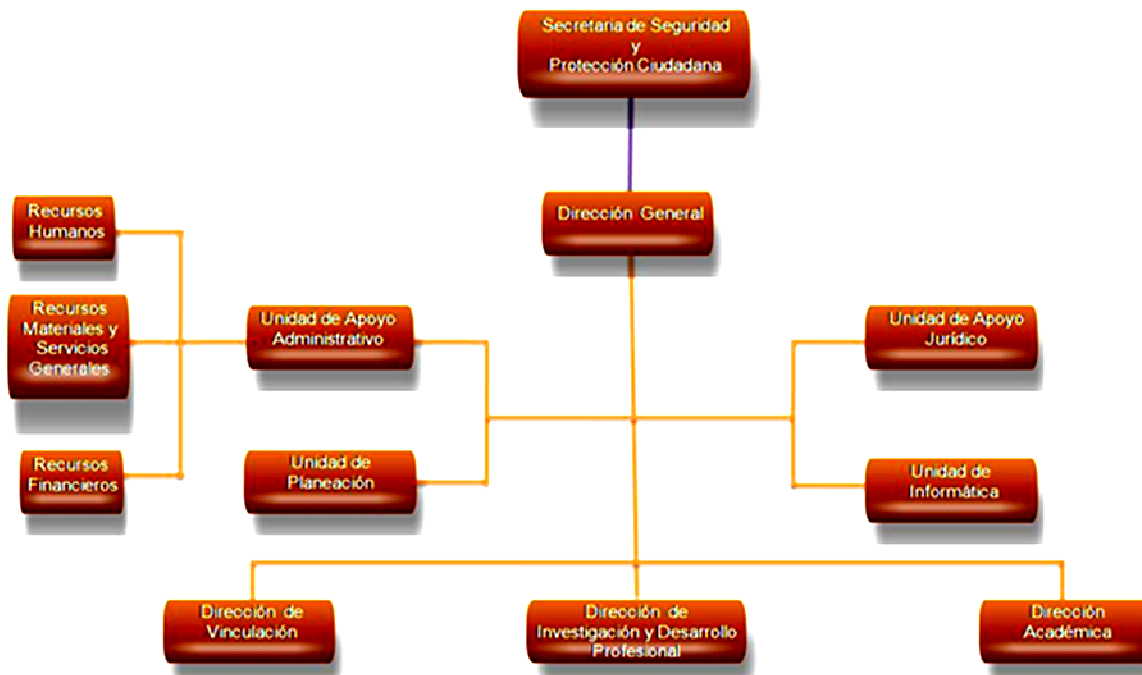 Secretaria de Seguridad
y
Protección Ciudadana
Dirección General
Recursos
Humanos
Recursos
Materiales y
Servicios
Generales
Recursos
Financieros
Unidad de Apoyo
Administrativo
Unidad de
Planeación
Unidad de Apoyo
Jurídico
Unidad de
Informática
Dirección de
Vinculación
Dirección de
Investigación y Desarrollo
Profesional
Dirección
Académica